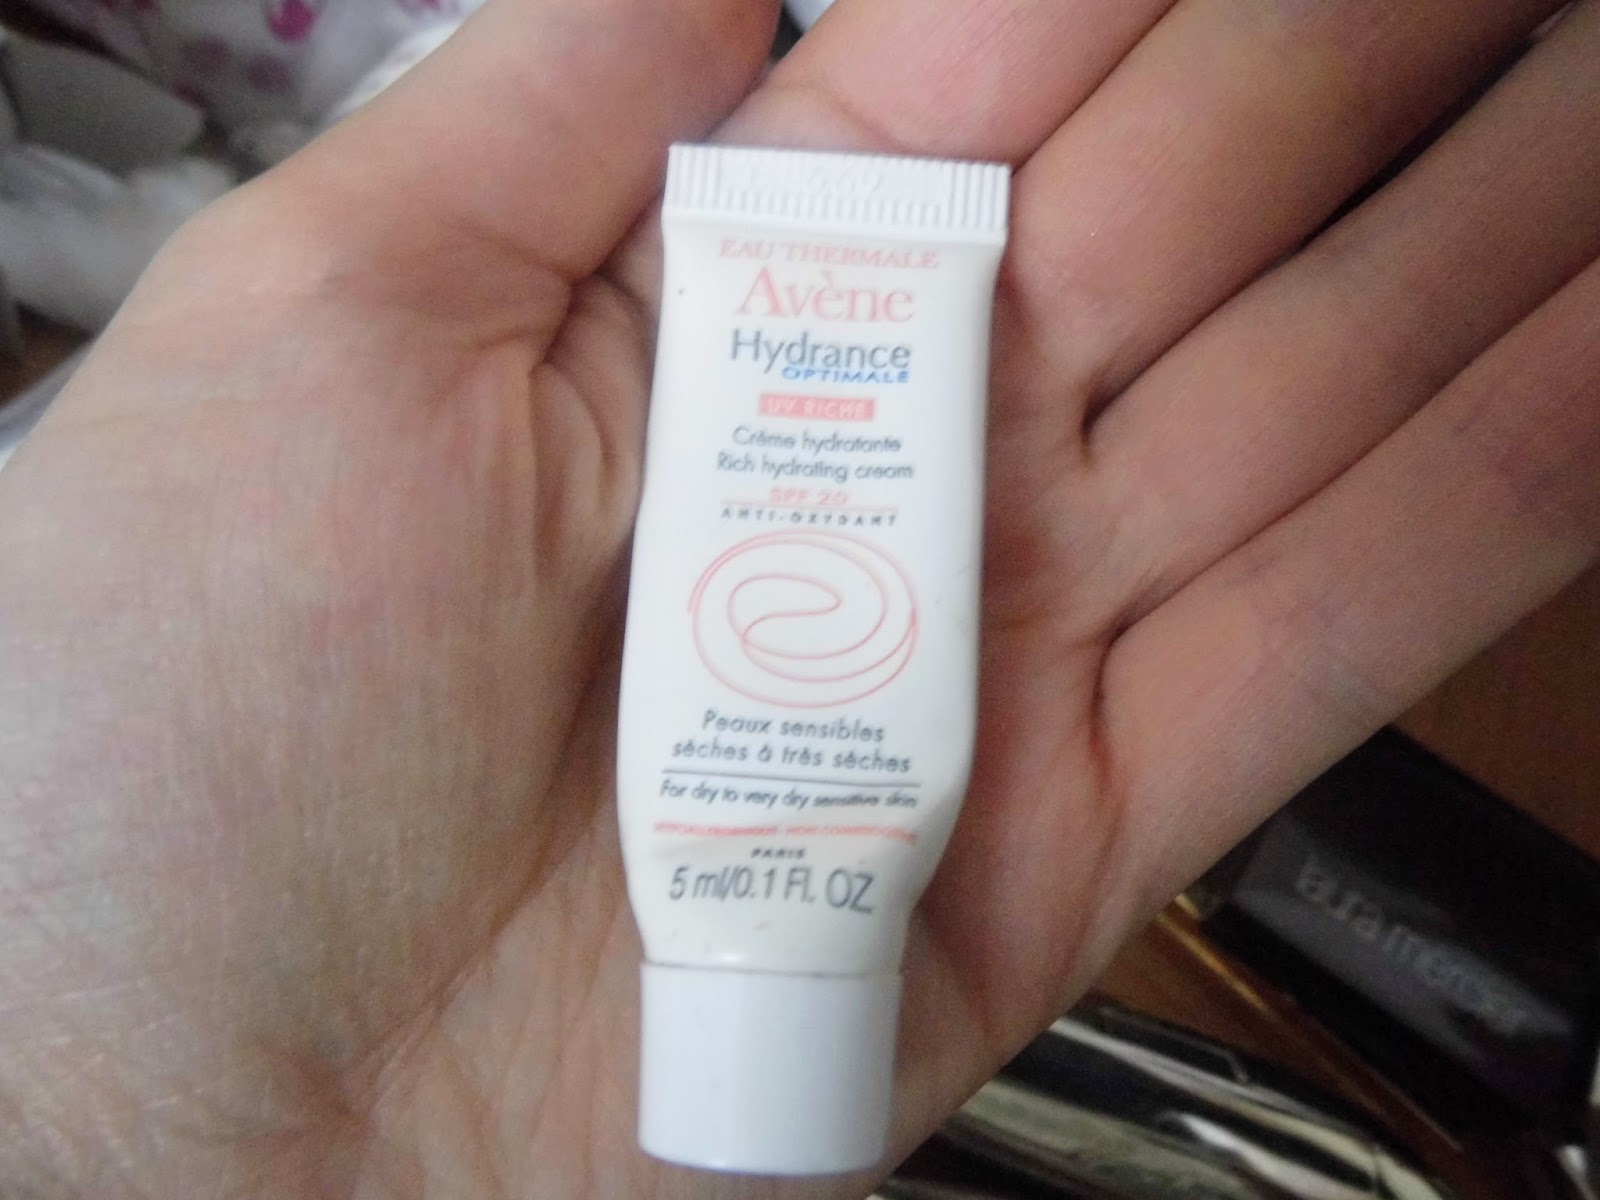 EAU THERMALE
Avène
Hydrance
OPTIMALE
UV RICHE
Crème hydratante
Rich hydrating cream
SPF 20
ANTI-OXYDANT
Peaux sensibles
sèches à très sèches
For dry to very dry sensitive skin
PARIS
5 ml/0.1 Fl. OZ
laura mercier